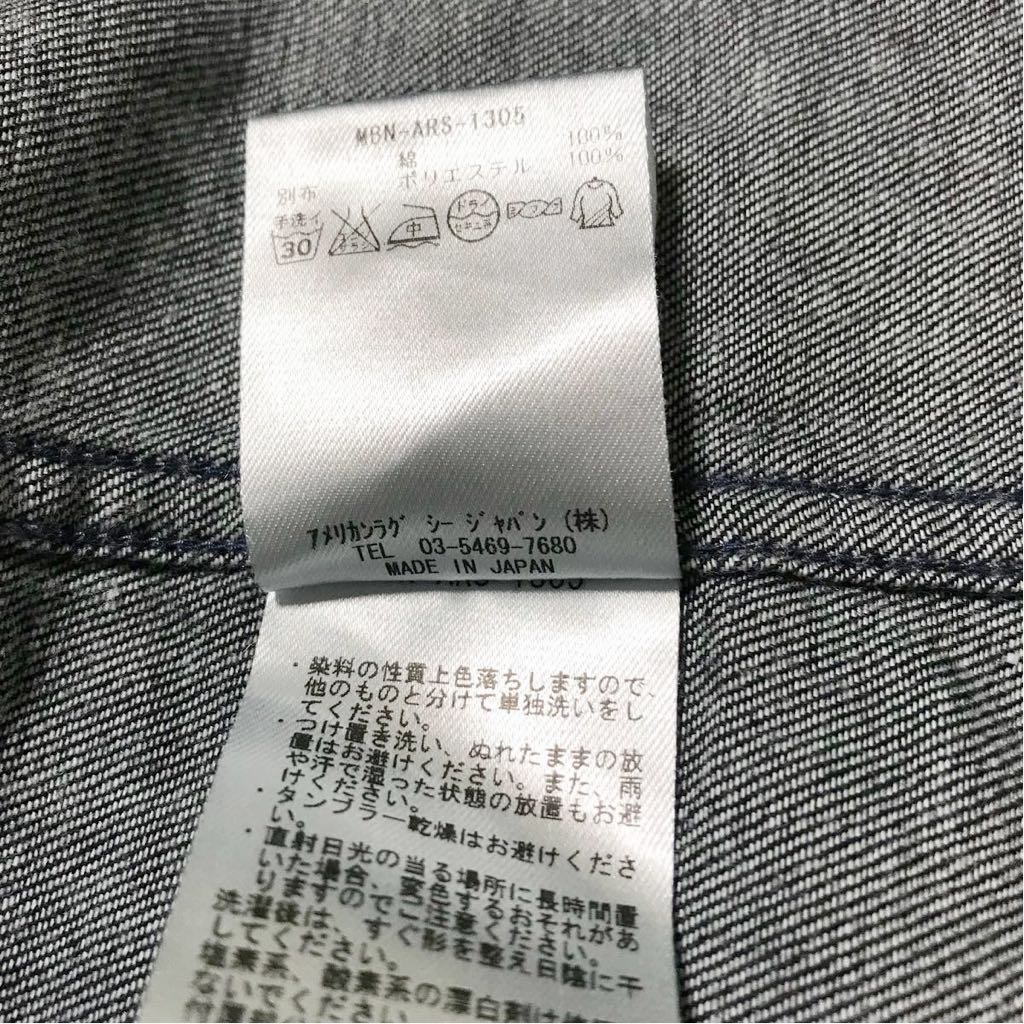 MBN-ARS-1305
綿 100%
別布 ポリエステル 100%
手洗イ
30
中
ドライ
セキユ系
アメリカンラグ シー ジャパン (株)
TEL 03-5469-7680
MADE IN JAPAN
・染料の性質上色落ちしますので、
他のものと分けて単独洗いをし
てください。
・つけ置き洗い、ぬれたままの放
置はお避けください。また、雨
や汗で湿った状態の放置もお避
けください。
・タンブラー乾燥はお避けくださ
い。
・直射日光の当る場所に長時間置
いた場合、変色するおそれがあ
りますのでご注意ください。
洗濯後は、すぐ形を整え日陰に干
してください。
塩素系、酸素系の漂白剤は使用
ないでくださ